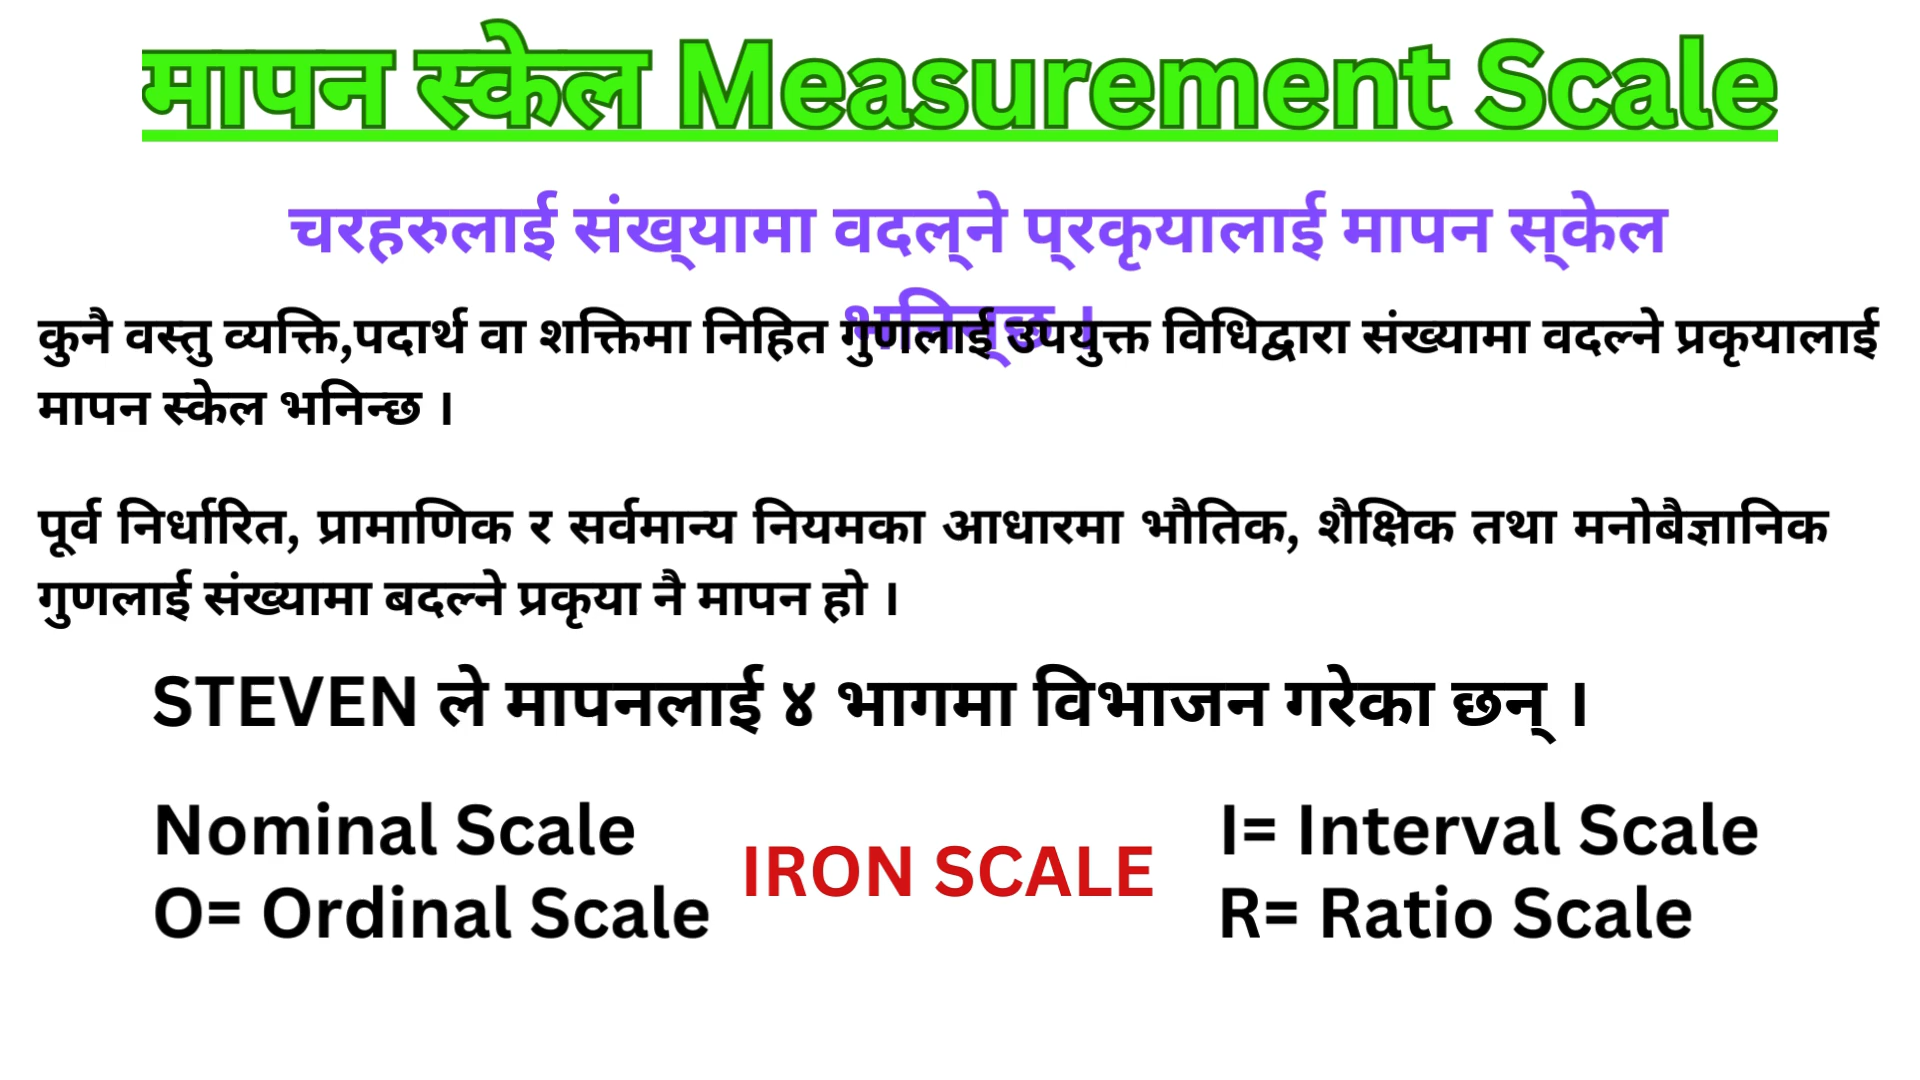 मापन स्केल Measurement Scale
चरहरुलाई संख्यामा वदल्ने प्रकृयालाई मापन स्केल
भनिन्छ ।
कुनै वस्तु व्यक्ति,पदार्थ वा शक्तिमा निहित गुणलाई उपयुक्त विधिद्वारा संख्यामा वदल्ने प्रकृयालाई
मापन स्केल भनिन्छ ।
पूर्व निर्धारित, प्रामाणिक र सर्वमान्य नियमका आधारमा भौतिक, शैक्षिक तथा मनोबैज्ञानिक
गुणलाई संख्यामा बदल्ने प्रकृया नै मापन हो ।
STEVEN ले मापनलाई ४ भागमा विभाजन गरेका छन् ।
Nominal Scale
O= Ordinal Scale
IRON SCALE
I= Interval Scale
R= Ratio Scale